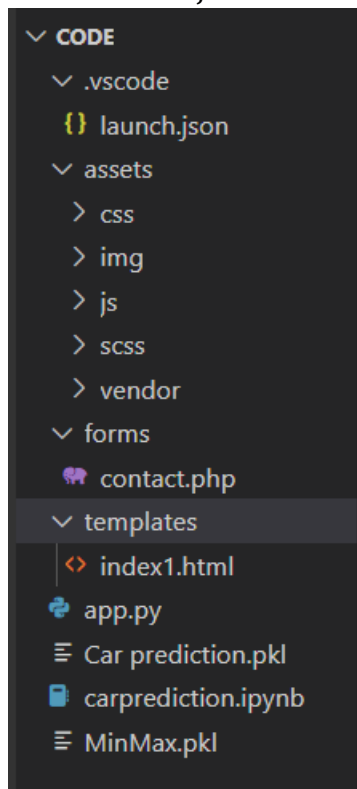 CODE
.vscode
{} launch.json
assets
css
img
js
scss
vendor
forms
contact.php
templates
<> index1.html
app.py
Car prediction.pkl
carprediction.ipynb
MinMax.pkl